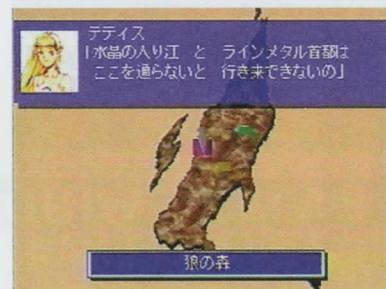 テティス
「水晶の入り江　と　ラインメタル首都は
ここを通らないと　行き来できないの」
狼の森